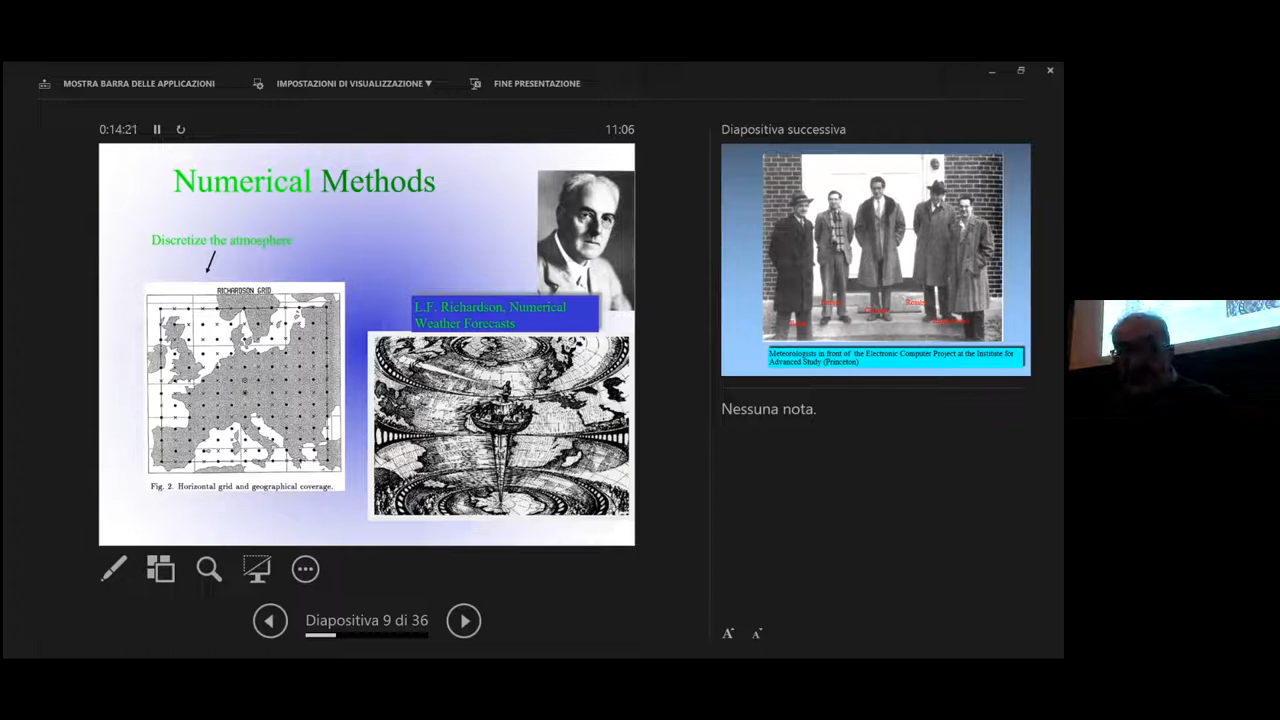 MOSTRA BARRA DELLE APPLICAZIONI
IMPOSTAZIONI DI VISUALIZZAZIONE ▼
FINE PRESENTAZIONE
0:14:21
11:06
Numerical Methods
Discretize the atmosphere
RICHARDSON GRID
Fig. 2. Horizontal grid and geographical coverage.
L.F. Richardson, Numerical
Weather Forecasts
Diapositiva successiva
Meteorologists in front of the Electronic Computer Project at the Institute for
Advanced Study (Princeton)
Nessuna nota.
Diapositiva 9 di 36
A A